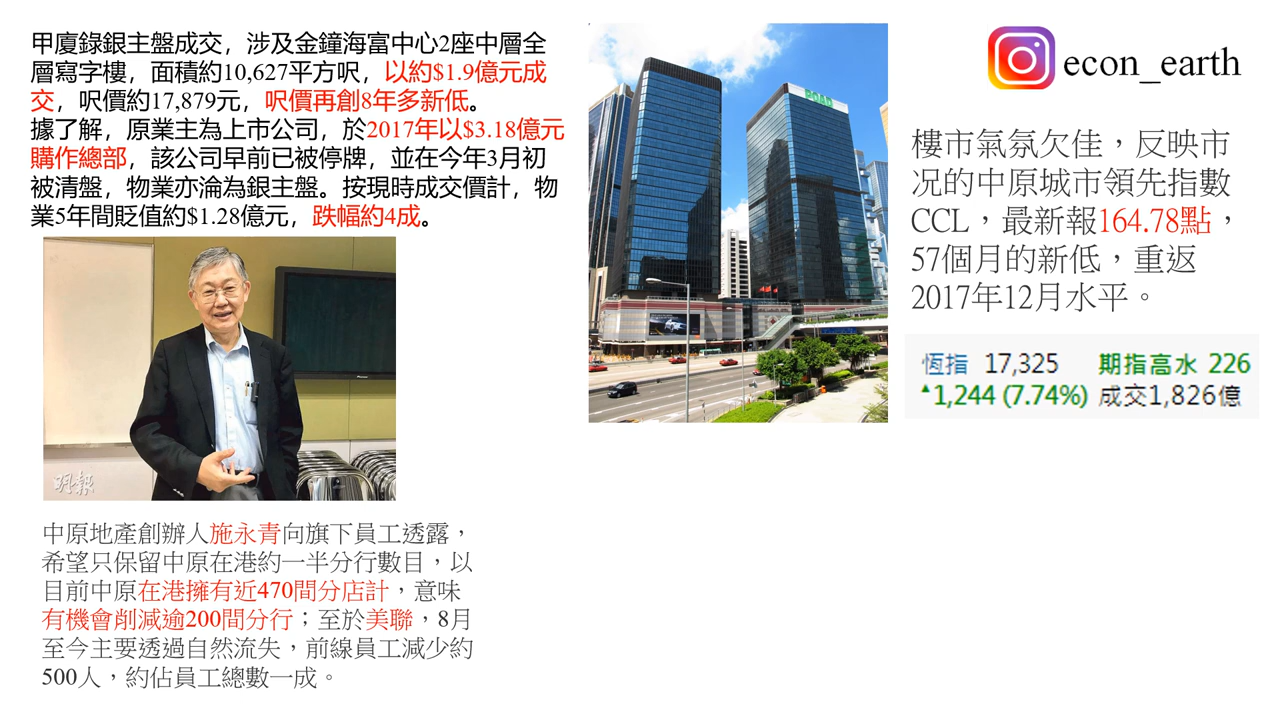 甲廈錄銀主盤成交，涉及金鐘海富中心2座中層全
層寫字樓，面積約10,627平方呎，以約$1.9億元成
交，呎價約17,879元，呎價再創8年多新低。
據了解，原業主為上市公司，於2017年以$3.18億元
購作總部，該公司早前已被停牌，並在今年3月初
被清盤，物業亦淪為銀主盤。按現時成交價計，物
業5年間貶值約$1.28億元，跌幅約4成。
明報
中原地產創辦人施永青向旗下員工透露，
希望只保留中原在港約一半分行數目，以
目前中原在港擁有近470間分店計，意味
有機會削減逾200間分行；至於美聯，8月
至今主要透過自然流失，前線員工減少約
500人，約佔員工總數一成。
econ_earth
樓市氣氛欠佳，反映市
況的中原城市領先指數
CCL，最新報164.78點，
57個月的新低，重返
2017年12月水平。
恆指 17,325 期指高水 226
▲1,244 (7.74%) 成交1,826億